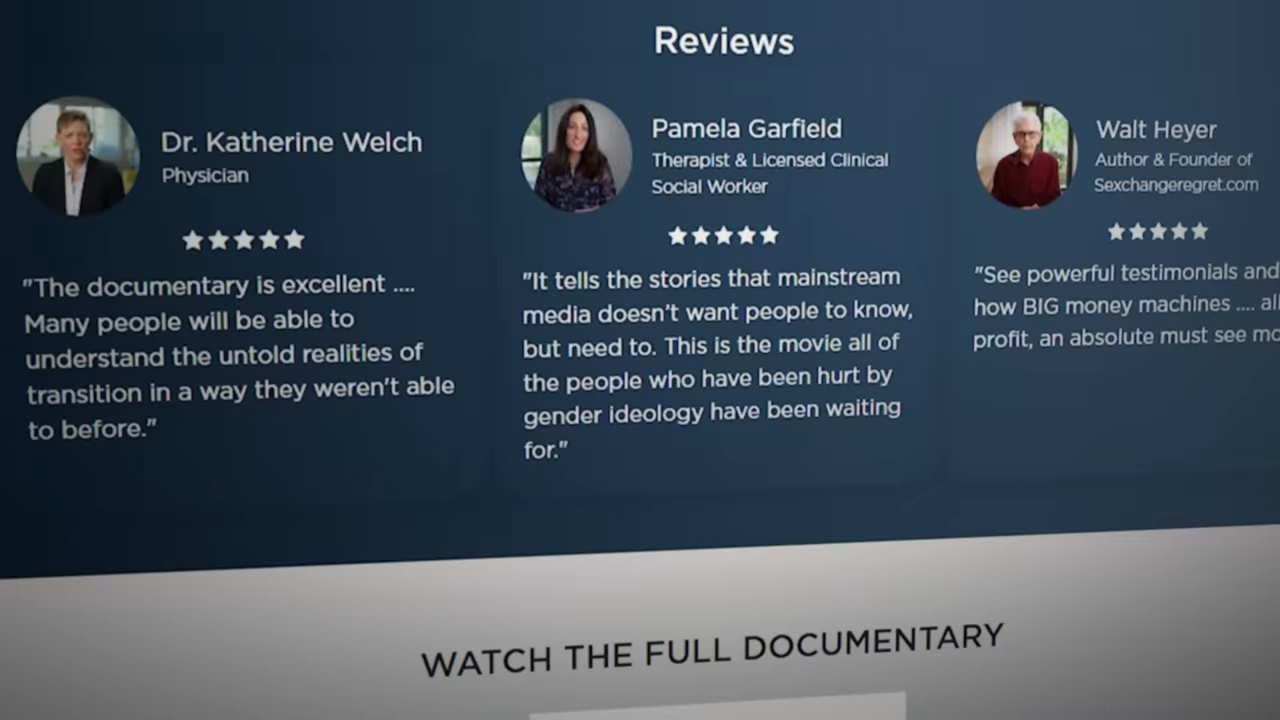 Reviews
Dr. Katherine Welch
Physician
"The documentary is excellent ....
Many people will be able to
understand the untold realities of
transition in a way they weren't able
to before."
Pamela Garfield
Therapist & Licensed Clinical
Social Worker
"It tells the stories that mainstream
media doesn't want people to know,
but need to. This is the movie all of
the people who have been hurt by
gender ideology have been waiting
for."
Walt Heyer
Author & Founder of
Sexchangeregret.com
"See powerful testimonials and
how BIG money machines ....
profit, an absolute must see
WATCH THE FULL DOCUMENTARY